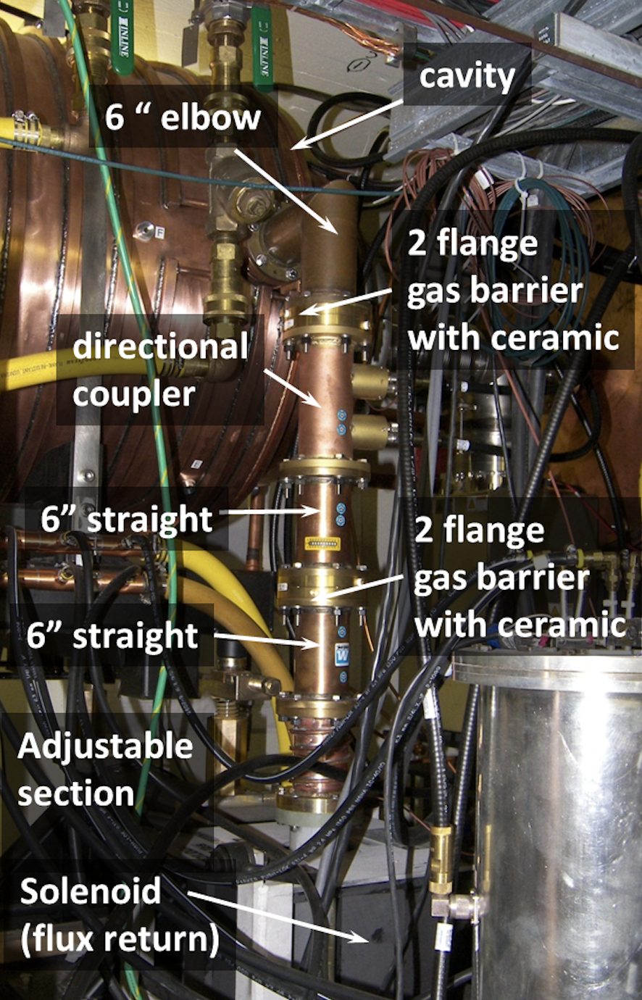 INLINE
INLINE
cavity
6 “ elbow
F
2 flange
gas barrier
with ceramic
directional
coupler
E
6” straight
2 flange
gas barrier
with ceramic
6” straight
W
Adjustable
section
Solenoid
(flux return)